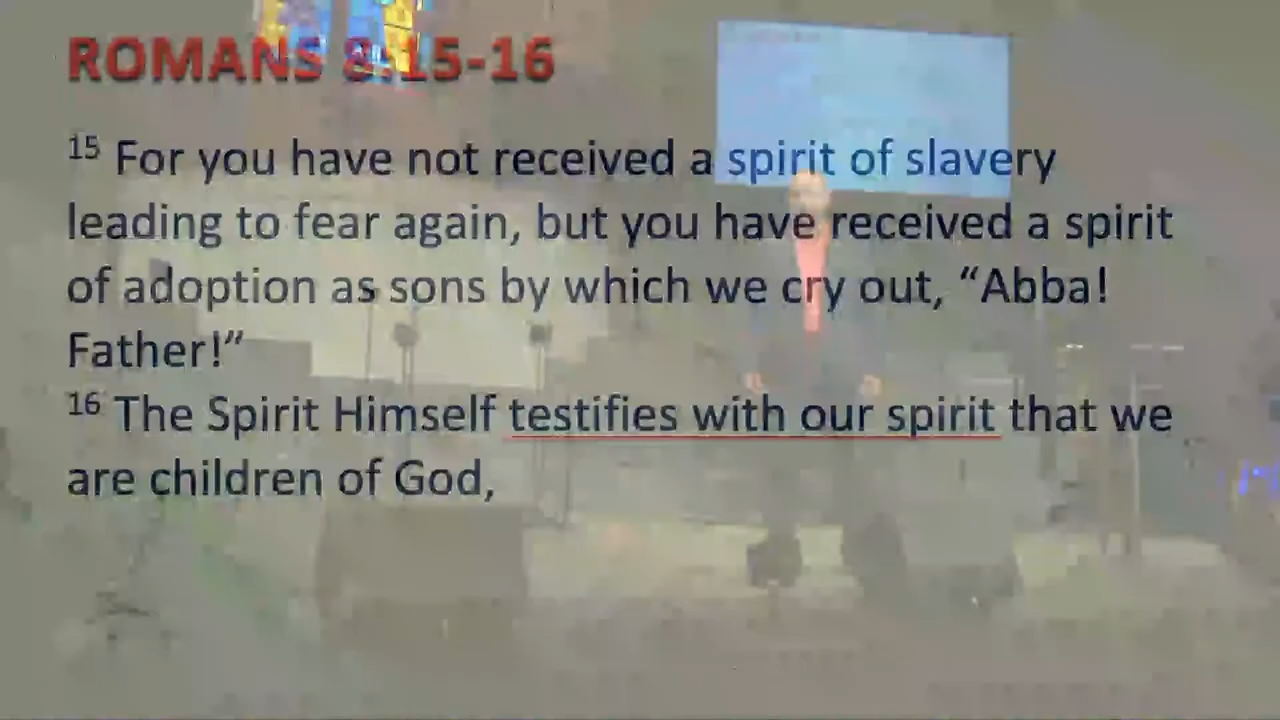 ROMANS 8:15-16
15 For you have not received a spirit of slavery
leading to fear again, but you have received a spirit
of adoption as sons by which we cry out, “Abba!
Father!”
16 The Spirit Himself testifies with our spirit that we
are children of God,